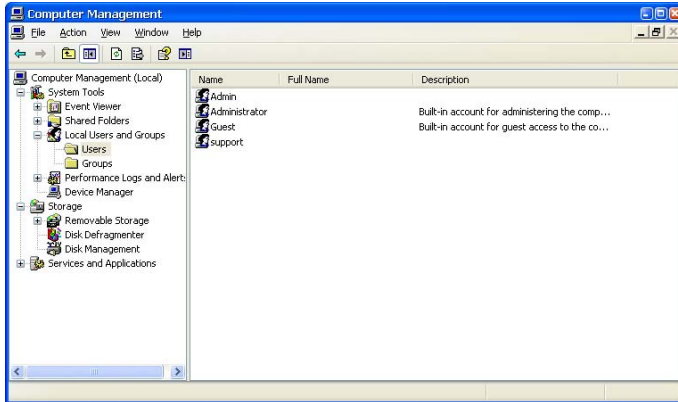 Computer Management
File Action View Window Help
Computer Management (Local)
System Tools
Event Viewer
Shared Folders
Local Users and Groups
Users
Groups
Performance Logs and Alert
Device Manager
Storage
Removable Storage
Disk Defragmenter
Disk Management
Services and Applications
Name Full Name Description
Admin
Administrator Built-in account for administering the comp...
Guest Built-in account for guest access to the co...
support